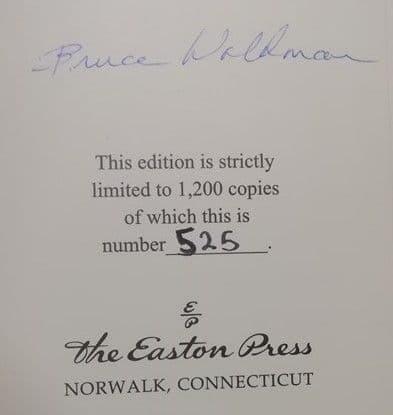 Bruce Waldman
This edition is strictly
limited to 1,200 copies
of which this is
number 525.
E
P
The Easton Press
NORWALK, CONNECTICUT